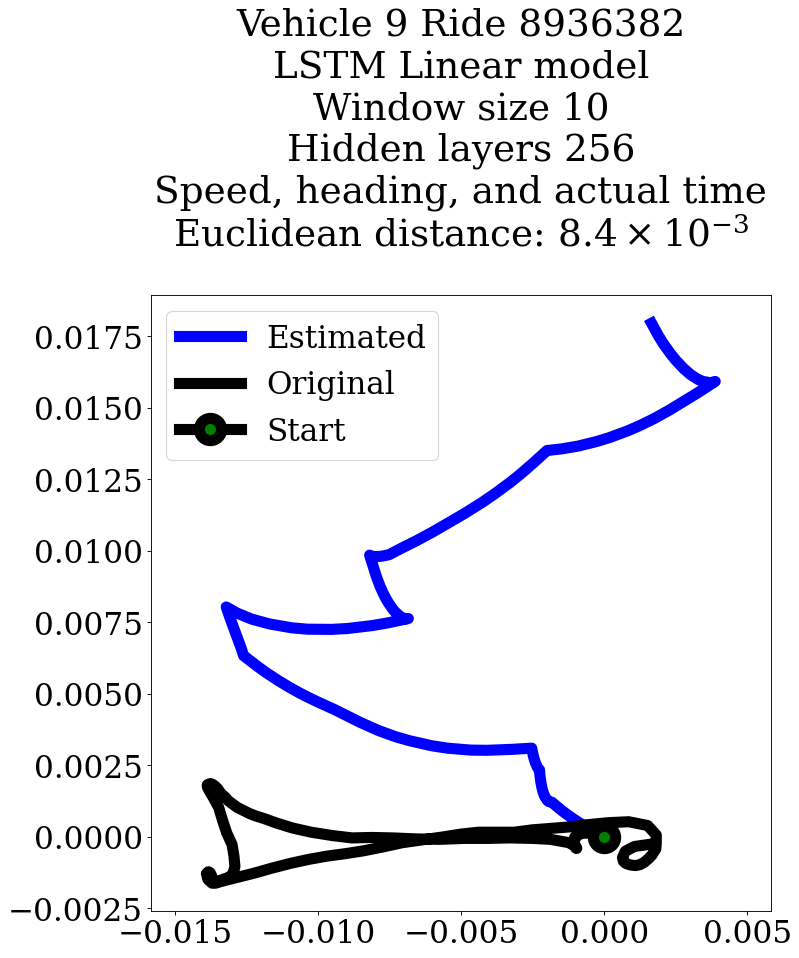 Vehicle 9 Ride 8936382
LSTM Linear model
Window size 10
Hidden layers 256
Speed, heading, and actual time
Euclidean distance: 8.4 × 10⁻³
Estimated
Original
Start
0.0175
0.0150
0.0125
0.0100
0.0075
0.0050
0.0025
0.0000
−0.0025
−0.015 −0.010 −0.005 0.000 0.005